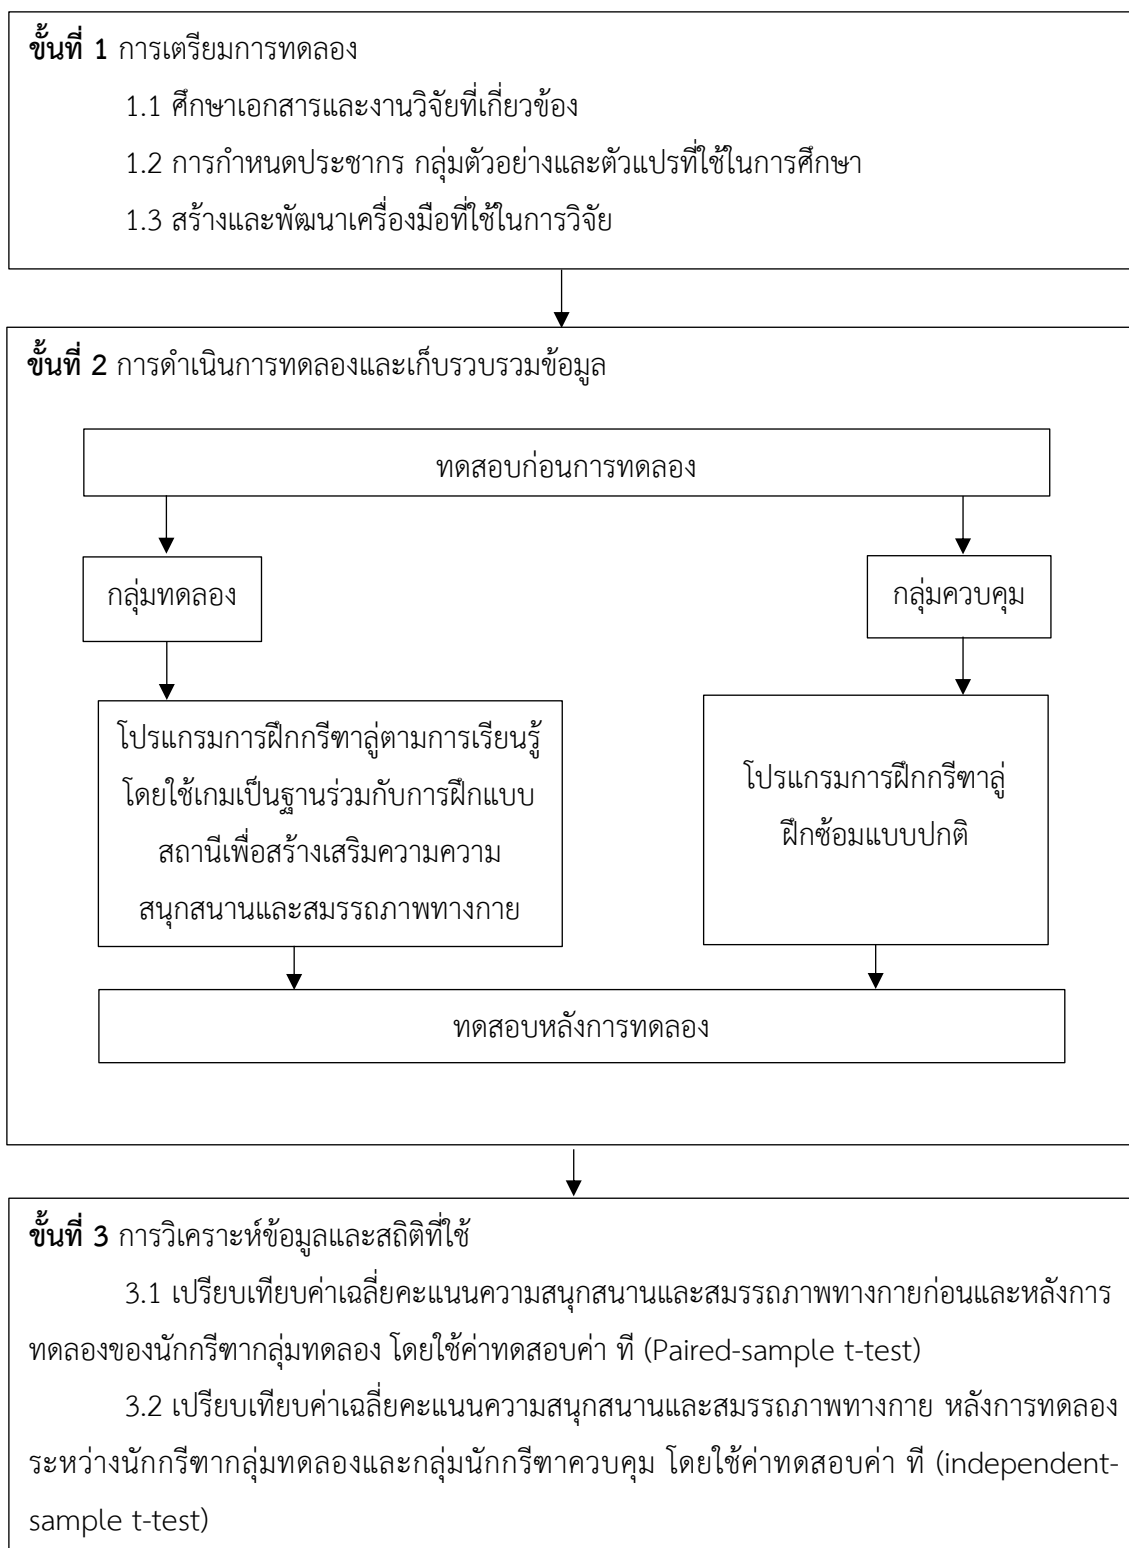 ขั้นที่ 1 การเตรียมการทดลอง
1.1 ศึกษาเอกสารและงานวิจัยที่เกี่ยวข้อง
1.2 การกำหนดประชากร กลุ่มตัวอย่างและตัวแปรที่ใช้ในการศึกษา
1.3 สร้างและพัฒนาเครื่องมือที่ใช้ในการวิจัย
ขั้นที่ 2 การดำเนินการทดลองและเก็บรวบรวมข้อมูล
ทดสอบก่อนการทดลอง
กลุ่มทดลอง
กลุ่มควบคุม
โปรแกรมการฝึกกรีฑาลู่ตามการเรียนรู้
โดยใช้เกมเป็นฐานร่วมกับการฝึกแบบ
สถานีเพื่อสร้างเสริมความความ
สนุกสนานและสมรรถภาพทางกาย
โปรแกรมการฝึกกรีฑาลู่
ฝึกซ้อมแบบปกติ
ทดสอบหลังการทดลอง
ขั้นที่ 3 การวิเคราะห์ข้อมูลและสถิติที่ใช้
3.1 เปรียบเทียบค่าเฉลี่ยคะแนนความสนุกสนานและสมรรถภาพทางกายก่อนและหลังการ
ทดลองของนักกรีฑากลุ่มทดลอง โดยใช้ค่าทดสอบค่า ที (Paired-sample t-test)
3.2 เปรียบเทียบค่าเฉลี่ยคะแนนความสนุกสนานและสมรรถภาพทางกาย หลังการทดลอง
ระหว่างนักกรีฑากลุ่มทดลองและกลุ่มนักกรีฑาควบคุม โดยใช้ค่าทดสอบค่า ที (independent-
sample t-test)